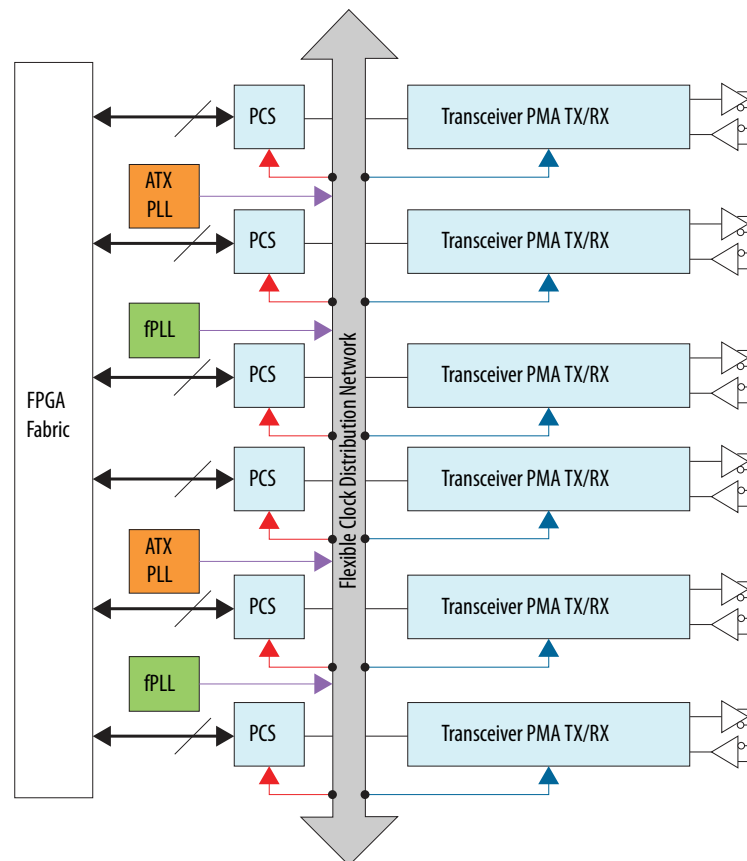 PCS
Transceiver PMA TX/RX
ATX
PLL
PCS
Transceiver PMA TX/RX
fPLL
PCS
Transceiver PMA TX/RX
FPGA
Fabric
Flexible Clock Distribution Network
PCS
Transceiver PMA TX/RX
ATX
PLL
PCS
Transceiver PMA TX/RX
fPLL
PCS
Transceiver PMA TX/RX